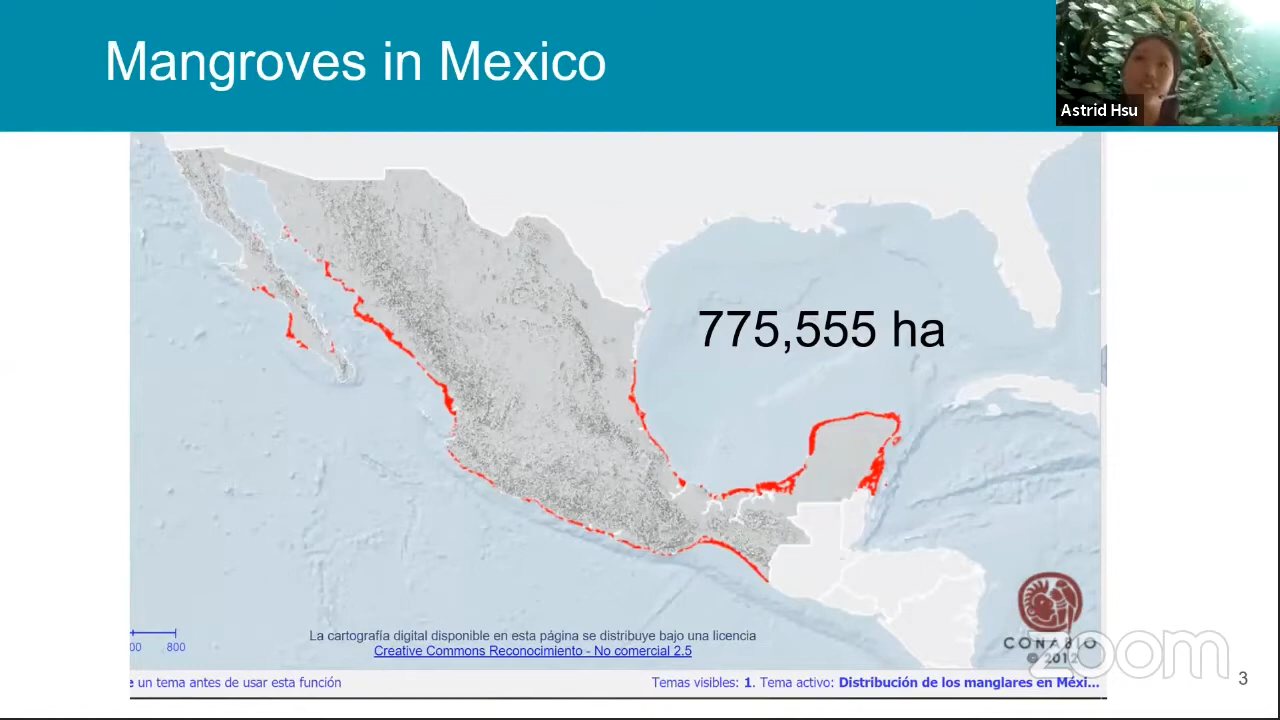 Mangroves in Mexico
Astrid Hsu
775,555 ha
La cartografía digital disponible en esta página se distribuye bajo una licencia
Creative Commons Reconocimiento - No comercial 2.5
00 800
CONABIO
© 2012
zoom
e un tema antes de usar esta función
Temas visibles: 1. Tema activo: Distribución de los manglares en Méxi...
3